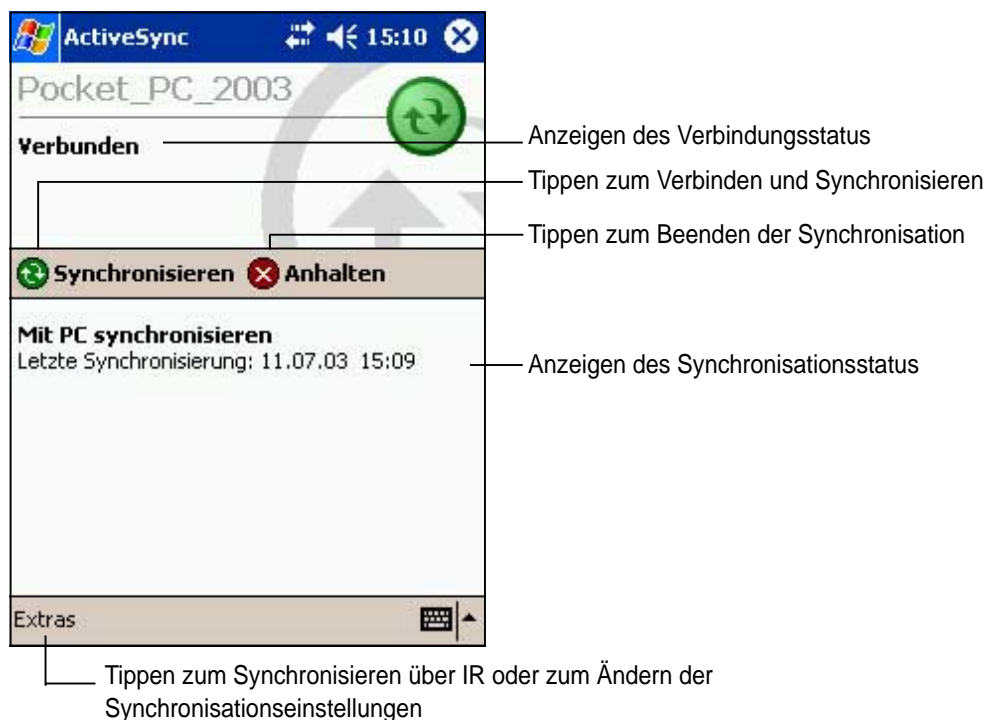 ActiveSync 15:10
Pocket_PC_2003
Verbunden
Anzeigen des Verbindungsstatus
Tippen zum Verbinden und Synchronisieren
Tippen zum Beenden der Synchronisation
Synchronisieren Anhalten
Mit PC synchronisieren
Letzte Synchronisierung: 11.07.03 15:09
Anzeigen des Synchronisationsstatus
Extras
Tippen zum Synchronisieren über IR oder zum Ändern der
Synchronisationseinstellungen